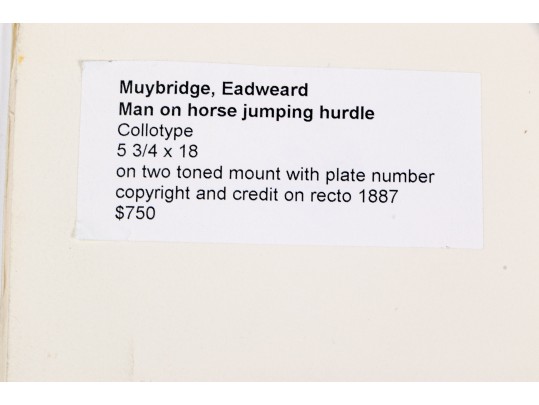 Muybridge, Eadweard
Man on horse jumping hurdle
Collotype
5 3/4 x 18
on two toned mount with plate number
copyright and credit on recto 1887
$750